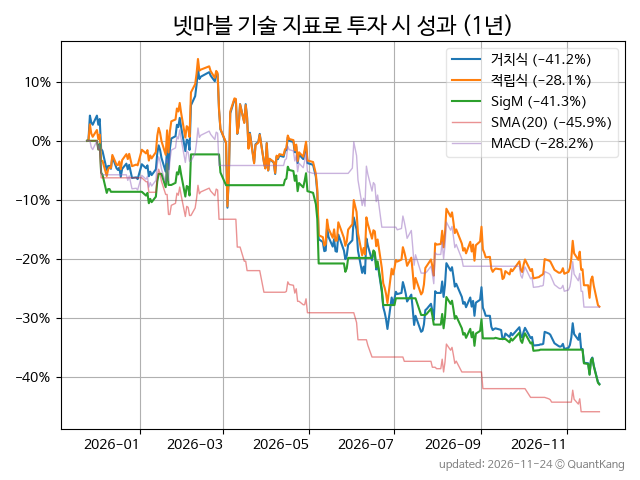 넷마블 기술 지표로 투자 시 성과 (1년)
거치식 (−41.2%)
적립식 (−28.1%)
SigM (−41.3%)
SMA(20) (−45.9%)
MACD (−28.2%)
10%
0%
−10%
−20%
−30%
−40%
2026-01 2026-03 2026-05 2026-07 2026-09 2026-11
updated: 2026-11-24 © QuantKang